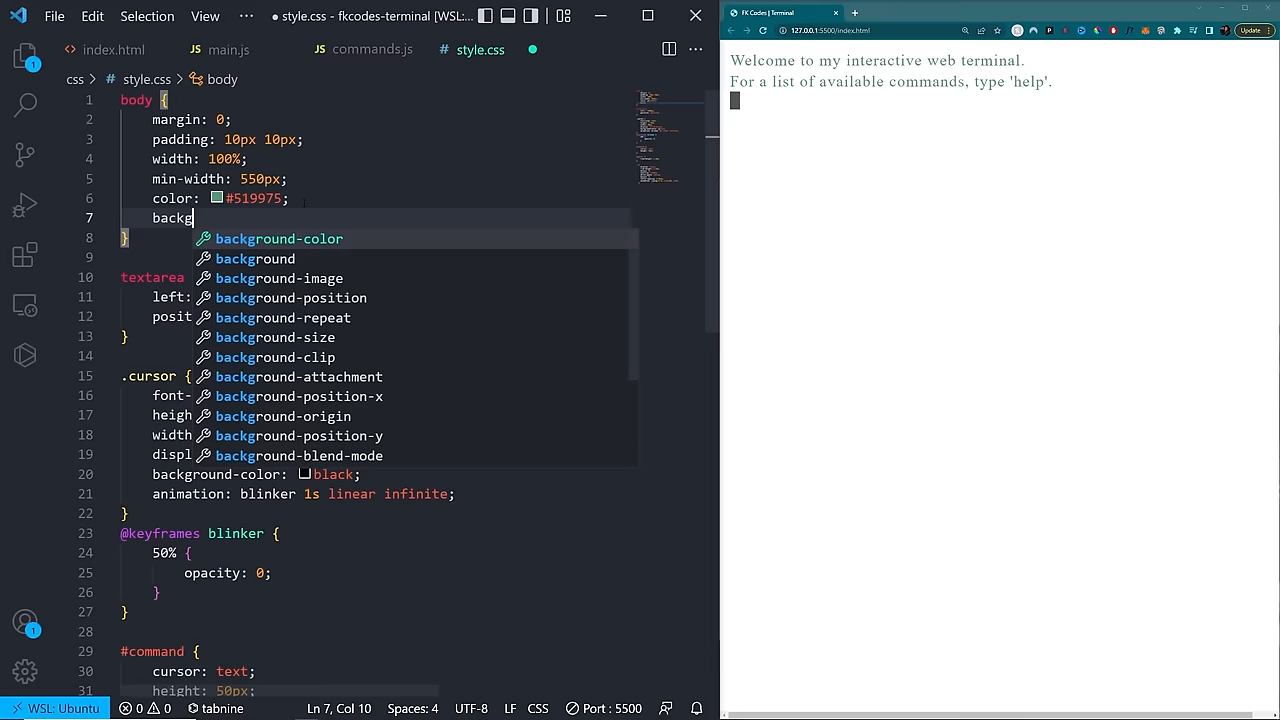 File Edit Selection View ··· ● style.css - fkcodes-terminal [WSL:...
<> index.html JS main.js JS commands.js # style.css
css > # style.css > body
1 body {
2 margin: 0;
3 padding: 10px 10px;
4 width: 100%;
5 min-width: 550px;
6 color: #519975;
7 backg
background-color
8 }
background
9
background-image
10 textarea
background-position
11 left:
background-repeat
12 posit
background-size
13 }
background-clip
14
background-attachment
15 .cursor {
background-position-x
16 font-
background-origin
17 heigh
background-position-y
18 width
background-blend-mode
19 displ
20 background-color: black;
21 animation: blinker 1s linear infinite;
22 }
23 @keyframes blinker {
24 50% {
25 opacity: 0;
26 }
27 }
28
29 #command {
30 cursor: text;
31 height: 50px;
1
1
WSL: Ubuntu 0 0 tabnine Ln 7, Col 10 Spaces: 4 UTF-8 LF CSS Port : 5500
FK Codes | Terminal
127.0.0.1:5500/index.html
Update
Welcome to my interactive web terminal.
For a list of available commands, type 'help'.